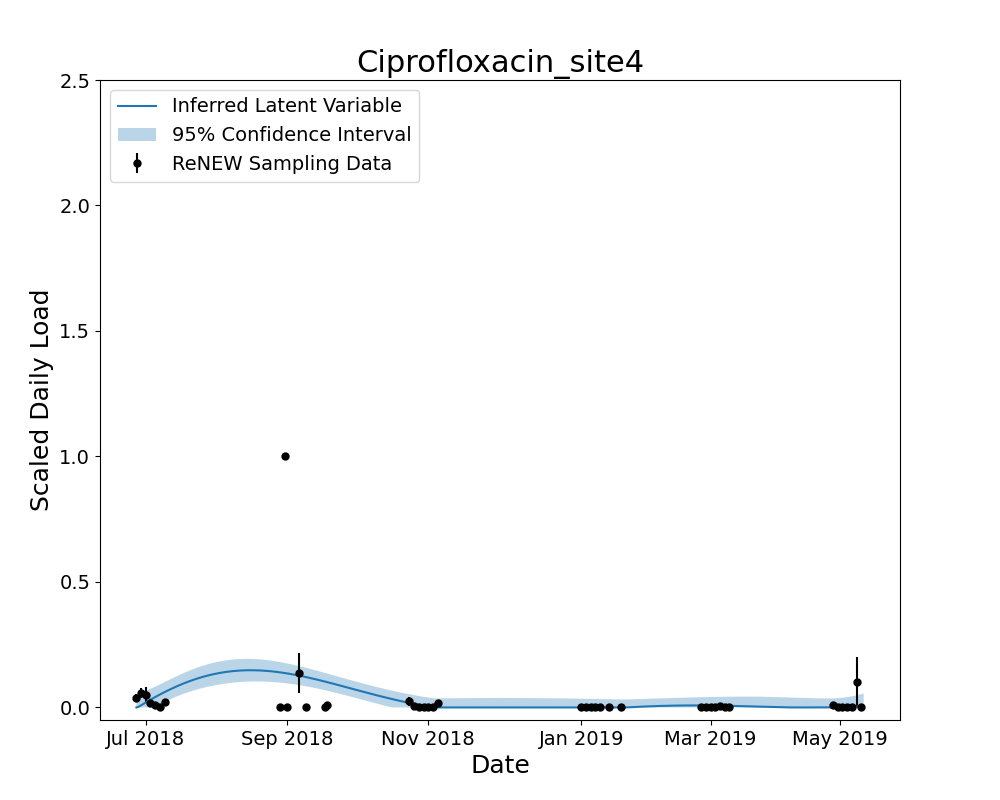 Ciprofloxacin_site4
2.5
2.0
1.5
1.0
0.5
0.0
Scaled Daily Load
Inferred Latent Variable
95% Confidence Interval
ReNEW Sampling Data
Jul 2018 Sep 2018 Nov 2018 Jan 2019 Mar 2019 May 2019
Date